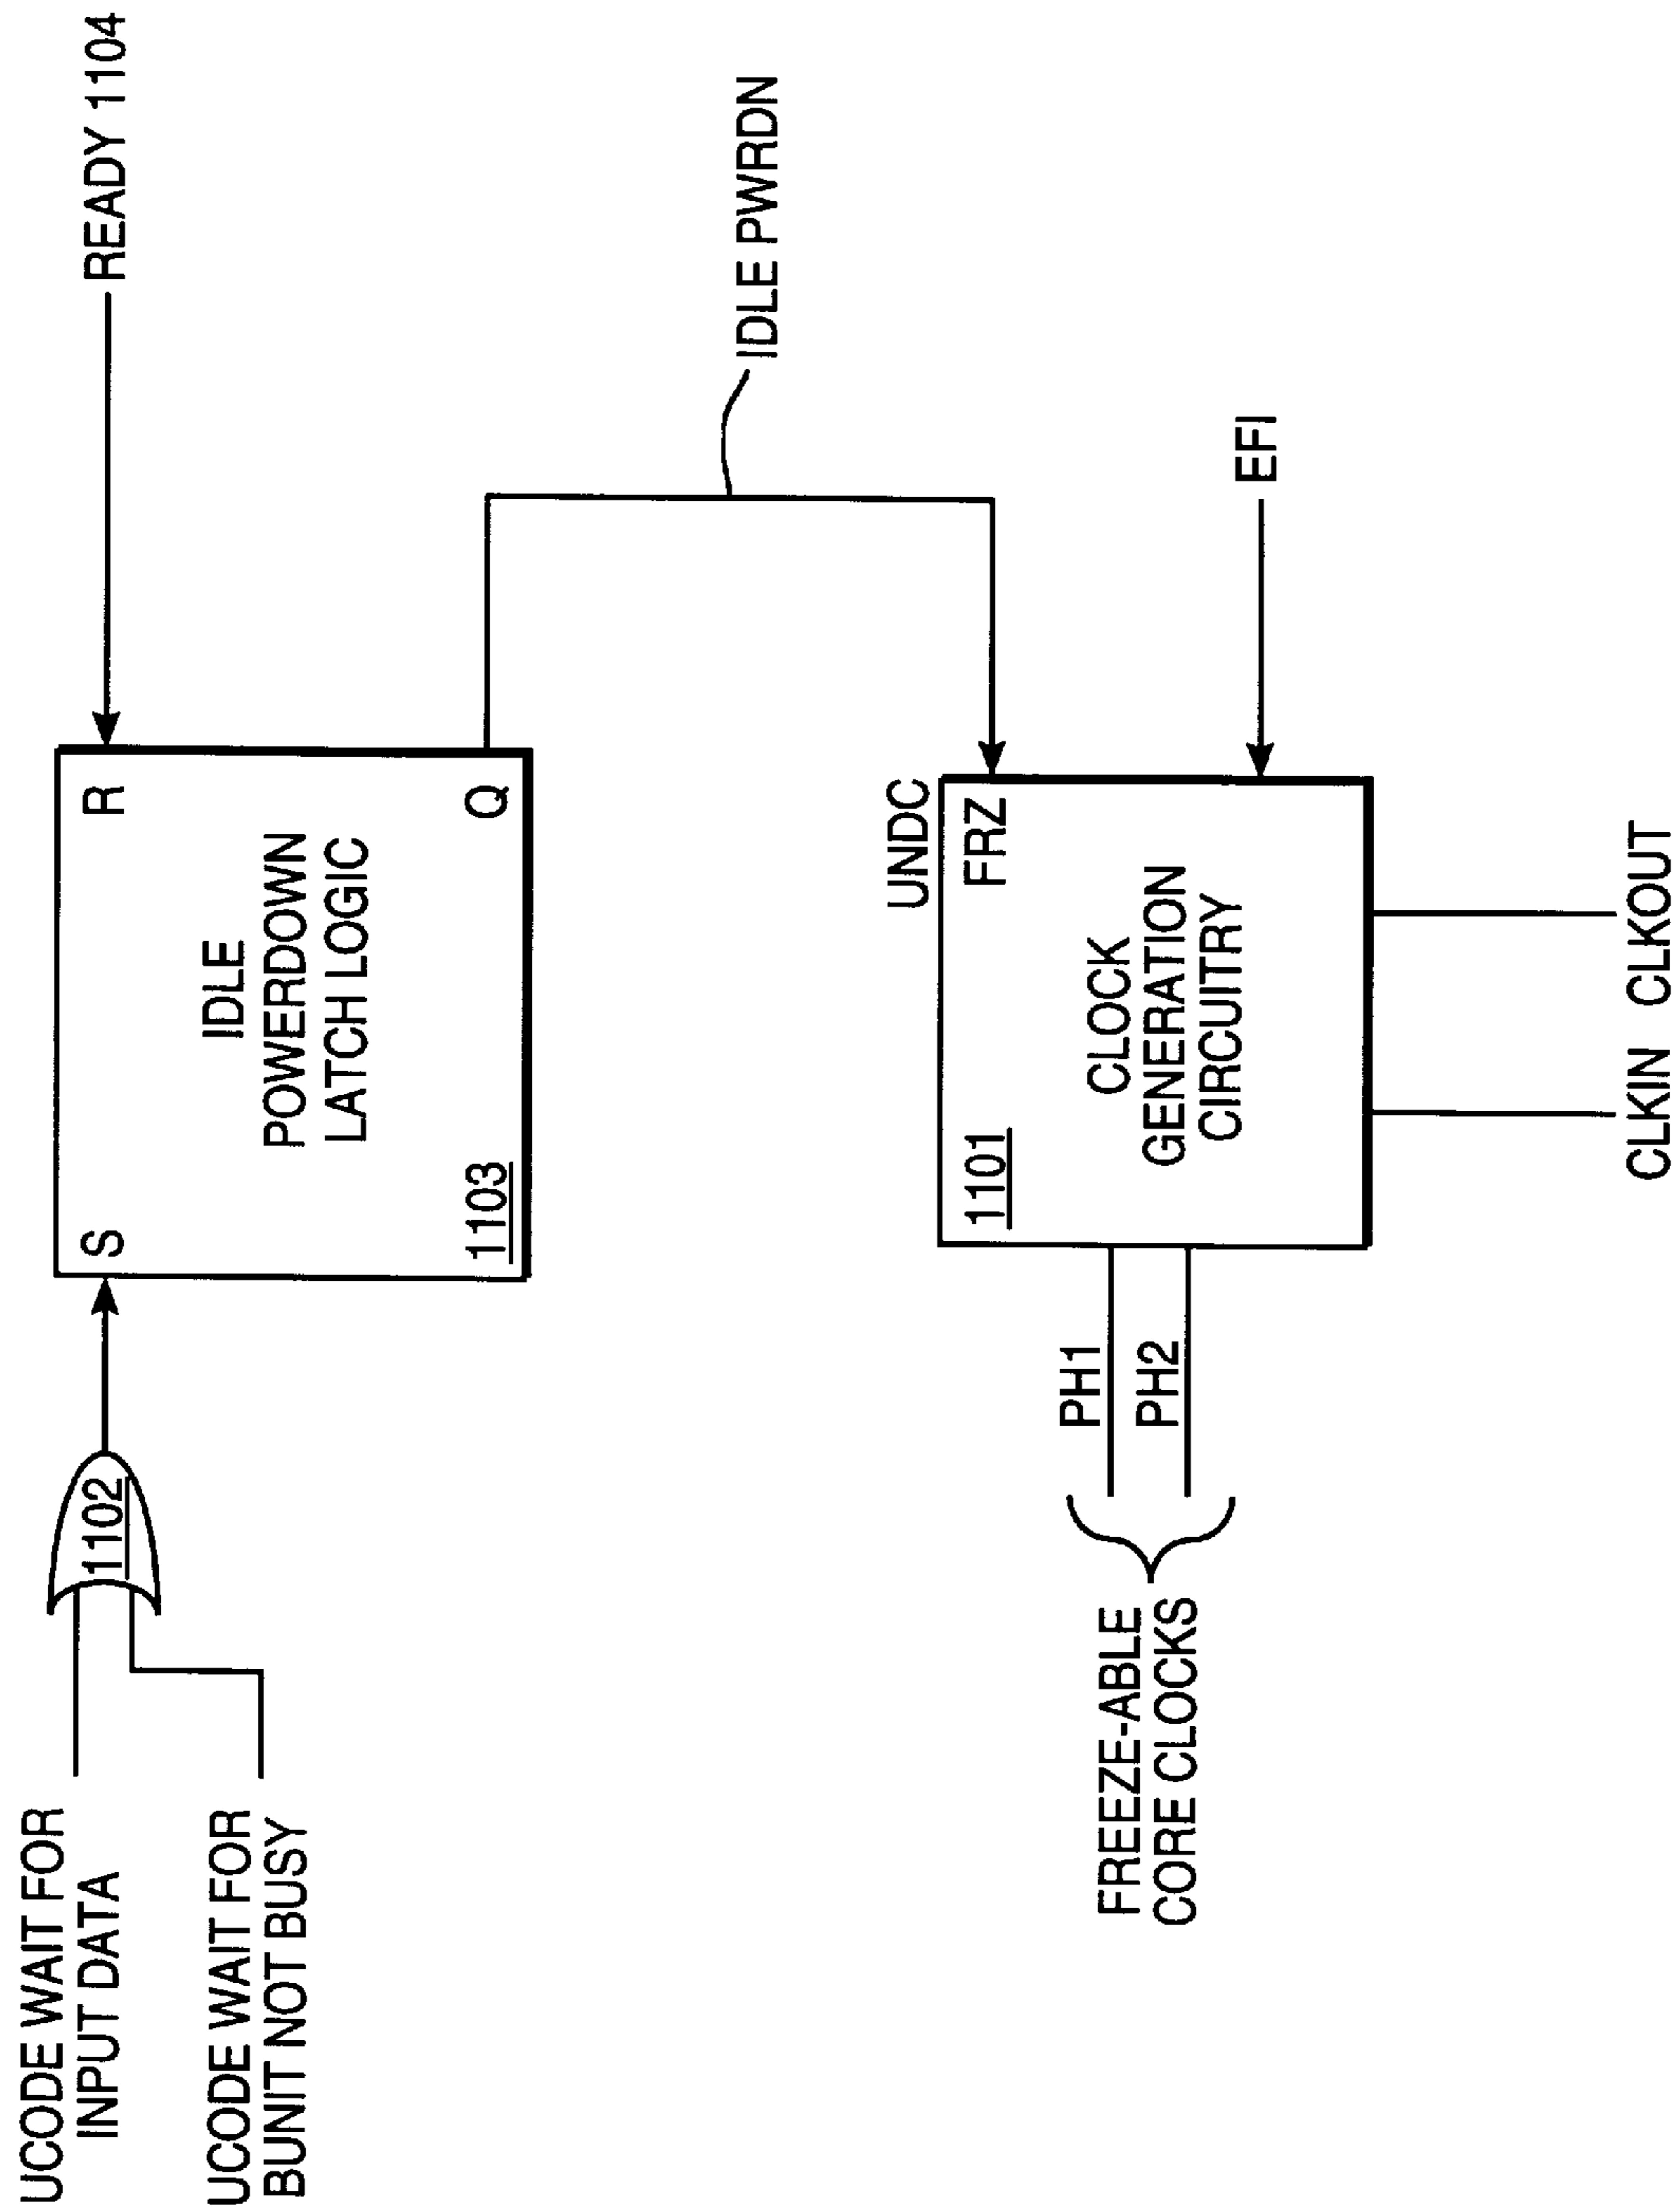 UCODE WAIT FOR
INPUT DATA
UCODE WAIT FOR
BUNIT NOT BUSY
1102
S
R
IDLE
POWERDOWN
LATCH LOGIC
1103
Q
READY 1104
IDLE PWRDN
UNDC
FRZ
1101
CLOCK
GENERATION
CIRCUITRY
EFI
PH1
PH2
FREEZE-ABLE
CORE CLOCKS
CLKIN CLKOUT